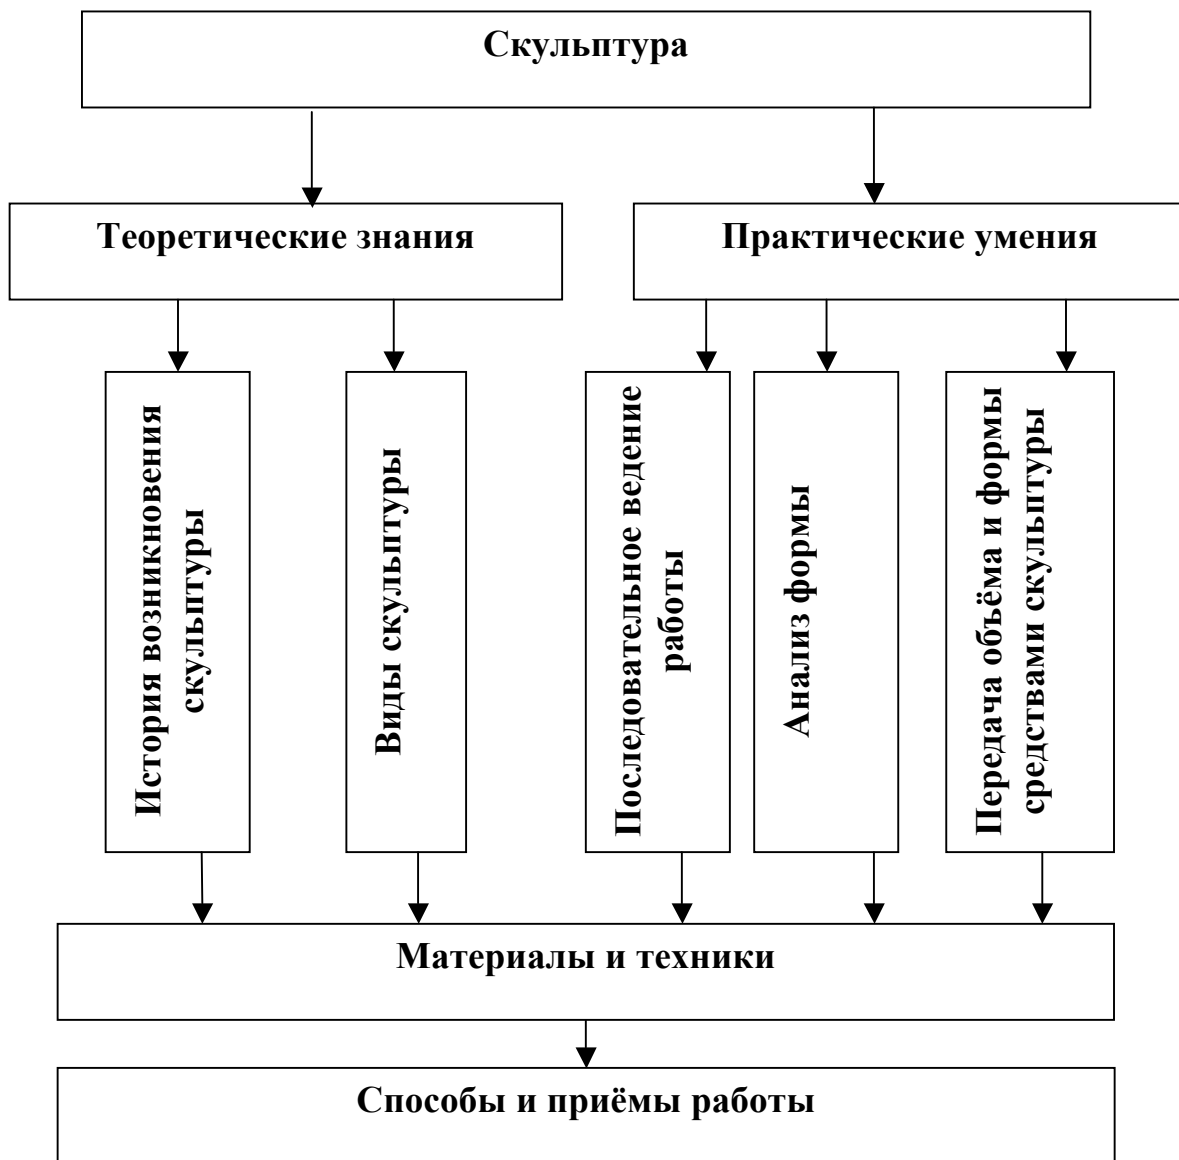 Скульптура
Теоретические знания
Практические умения
История возникновения
скульптуры
Виды скульптуры
Последовательное ведение
работы
Анализ формы
Передача объёма и формы
средствами скульптуры
Материалы и техники
Способы и приёмы работы